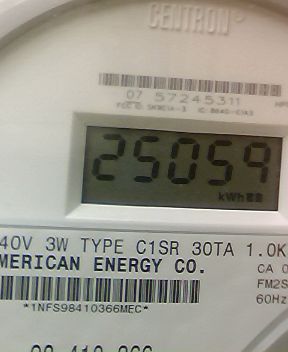 CENTRON®
07 57245311
25059
kWh
40V 3W TYPE C1SR 30TA 1.0K
MERICAN ENERGY CO.
CA 0
FM2S
60Hz
*1NFS98410366MEC*